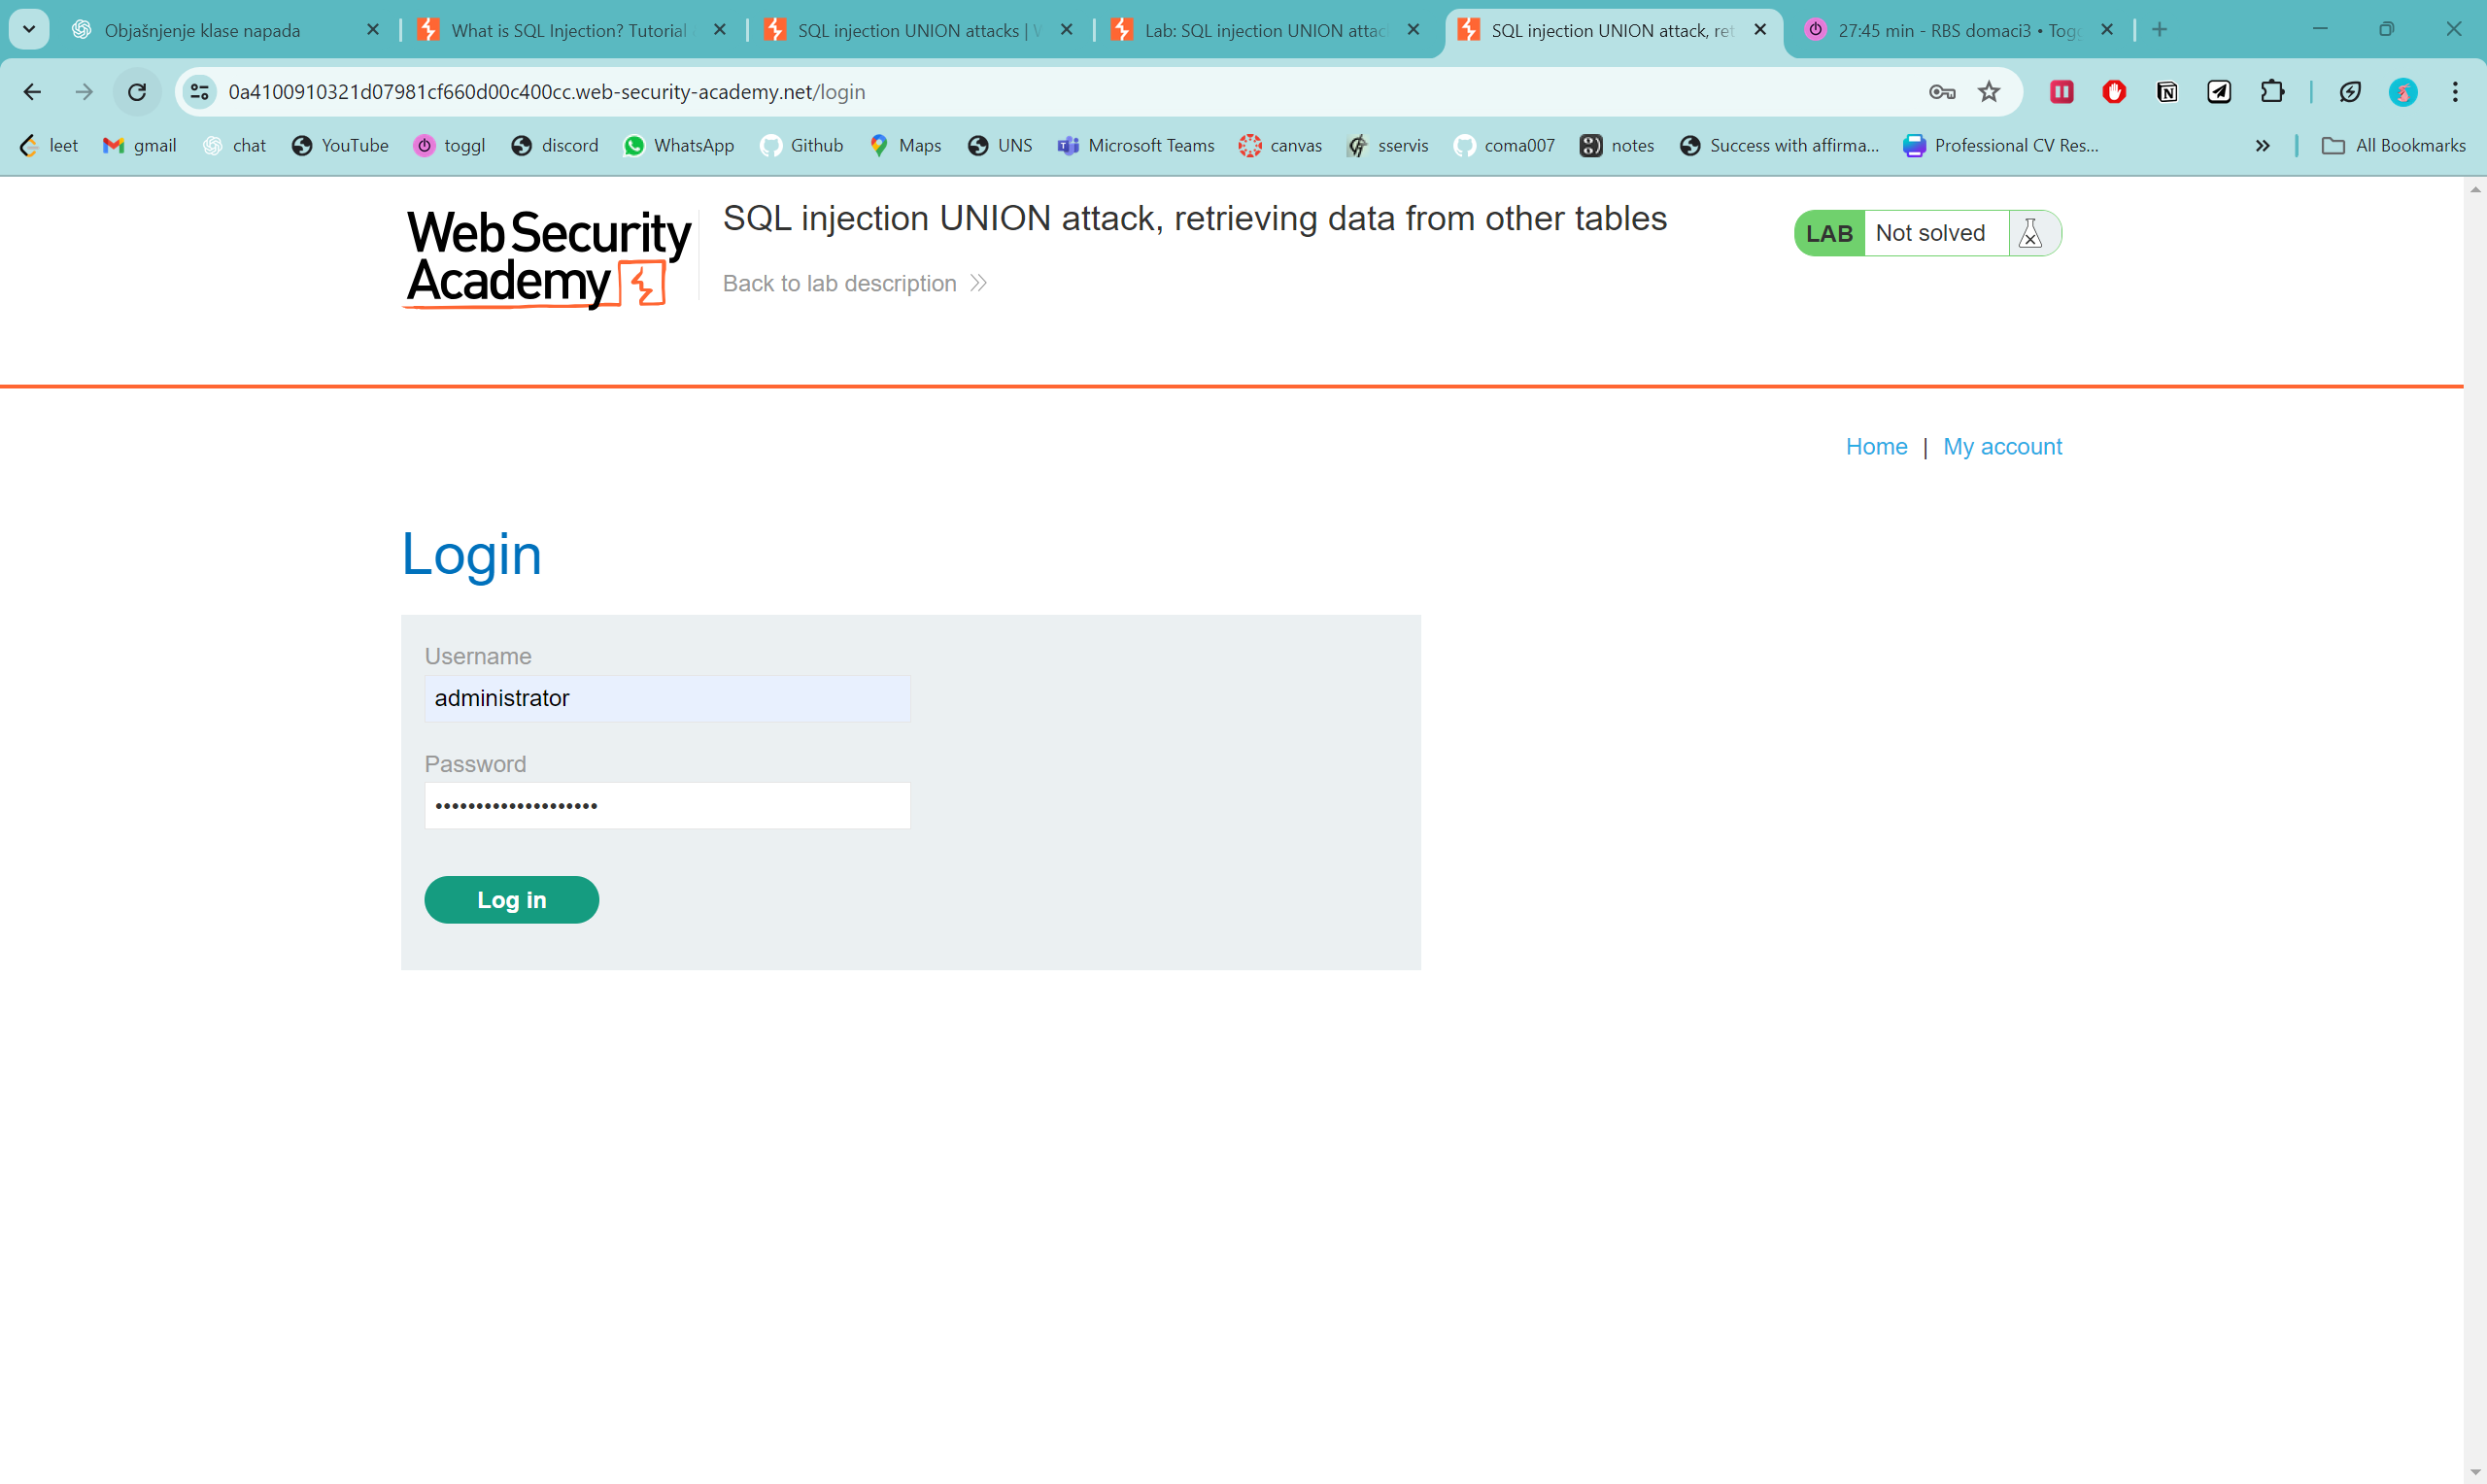 Objašnjenje klase napada
What is SQL Injection? Tutorial
SQL injection UNION attacks | W
Lab: SQL injection UNION attac
SQL injection UNION attack, ret
27:45 min - RBS domaci3 • Togg
0a4100910321d07981cf660d00c400cc.web-security-academy.net/login
leet gmail chat YouTube toggl discord WhatsApp Github Maps UNS Microsoft Teams canvas sservis coma007 notes Success with affirma... Professional CV Res... » All Bookmarks
Web Security
Academy
SQL injection UNION attack, retrieving data from other tables
LAB Not solved
Back to lab description
Home | My account
Login
Username
administrator
Password
••••••••••••••••••••
Log in